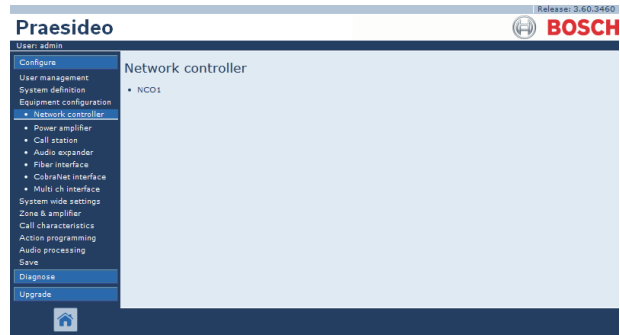 Release: 3.60.3460
Praesideo
BOSCH
User: admin
Configure
User management
System definition
Equipment configuration
• Network controller
• Power amplifier
• Call station
• Audio expander
• Fiber interface
• CobraNet interface
• Multi ch interface
System wide settings
Zone & amplifier
Call characteristics
Action programming
Audio processing
Save
Diagnose
Upgrade
Network controller
• NCO1